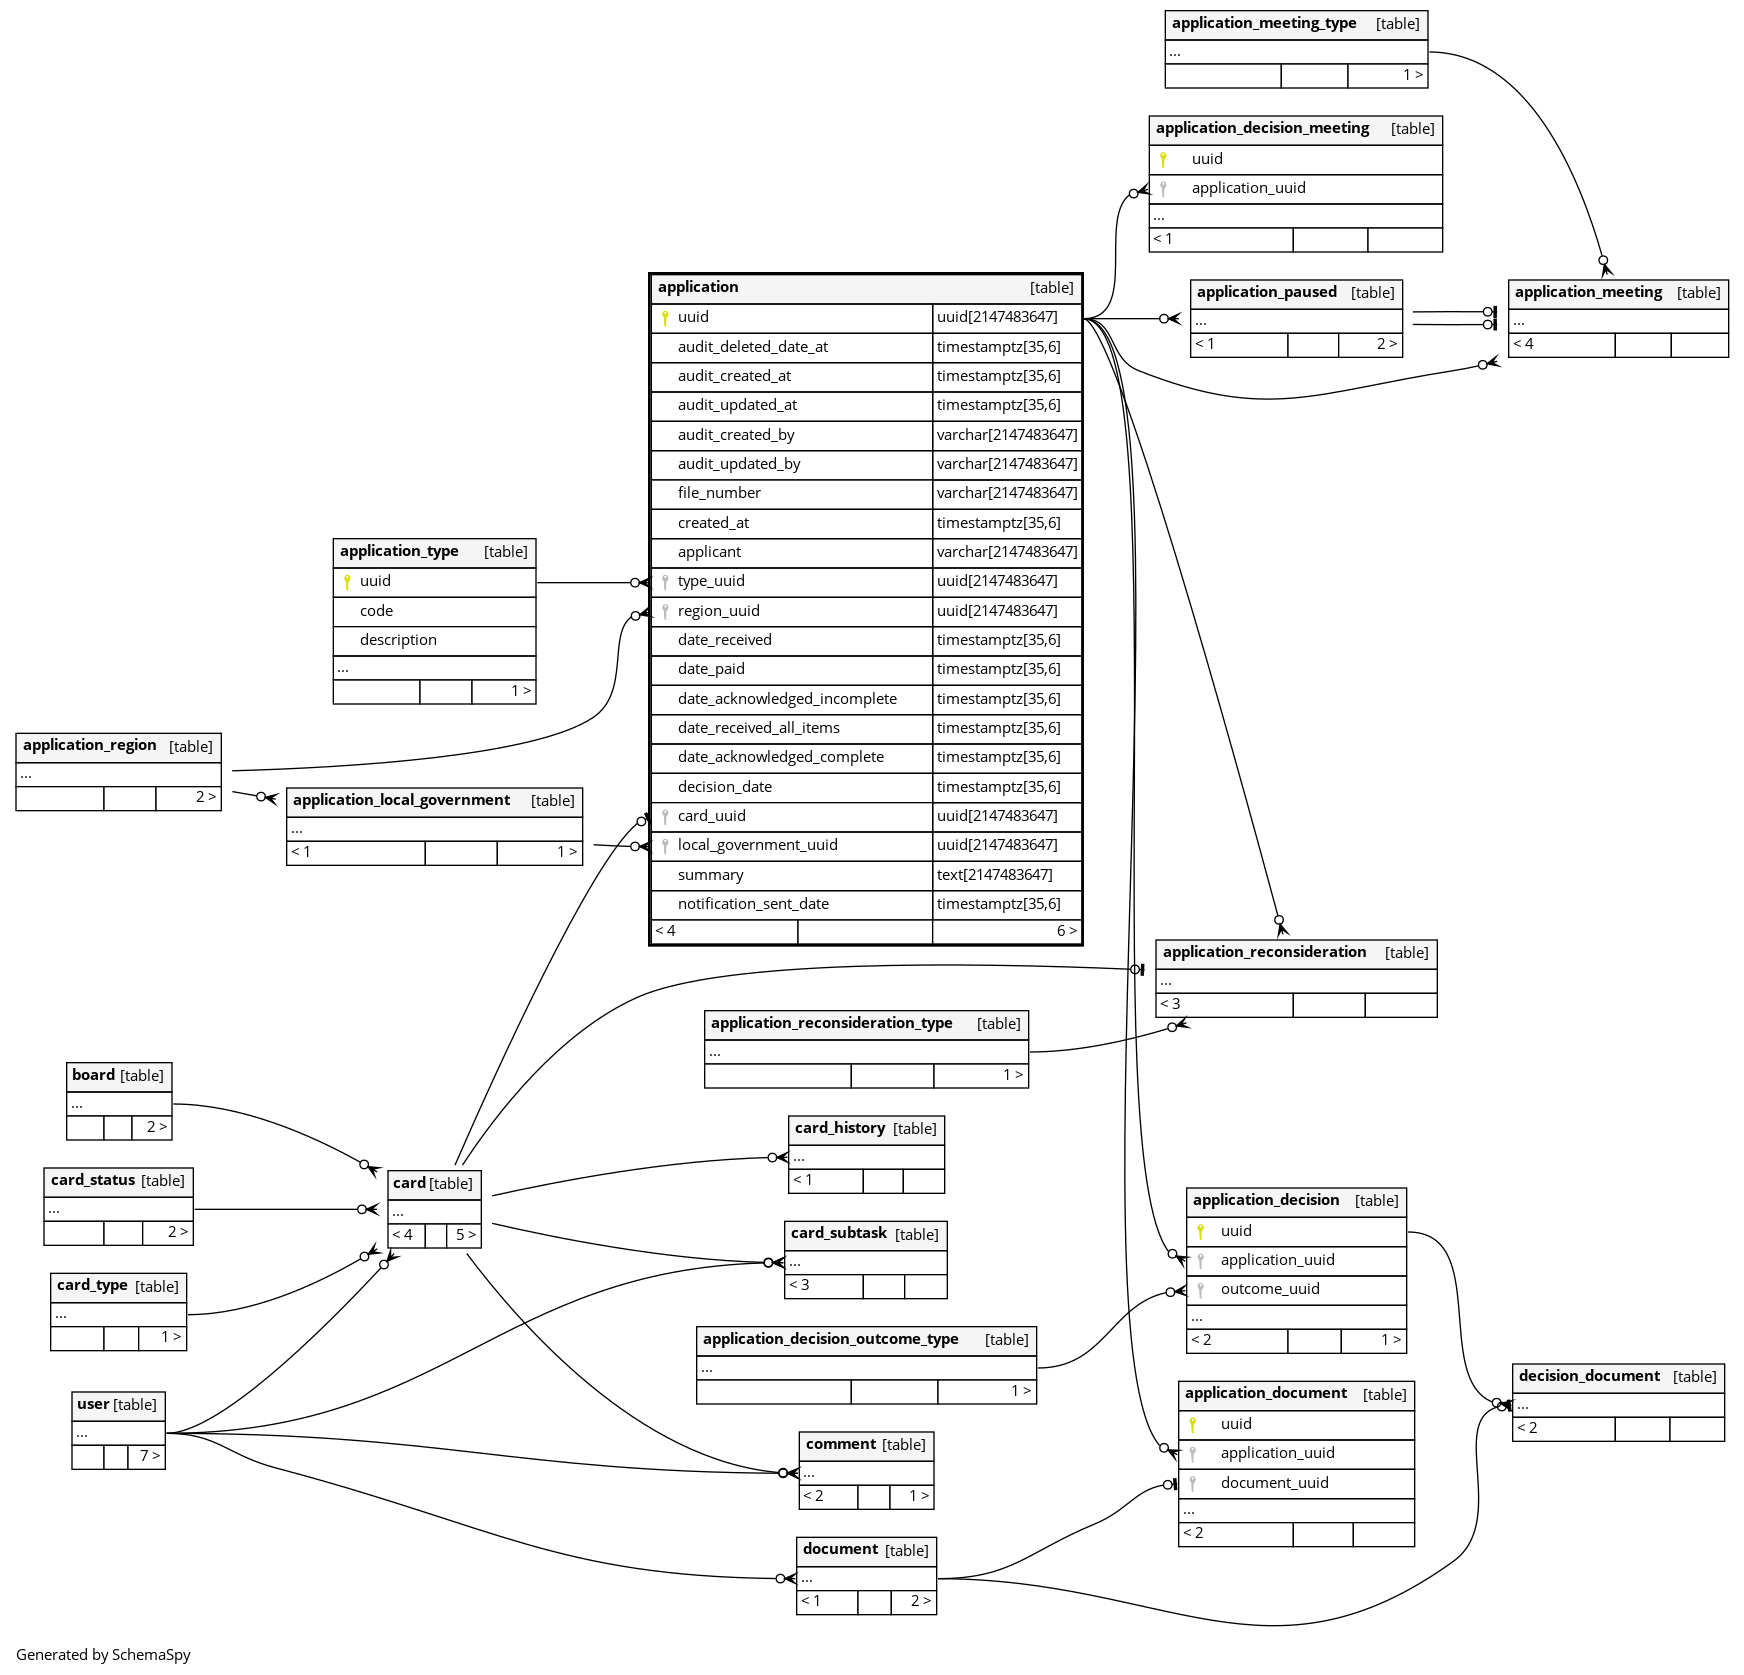 application_meeting_type [table]
...
1 >
application_decision_meeting [table]
uuid
application_uuid
...
< 1
application_paused [table]
...
< 1 2 >
application_meeting [table]
...
< 4
application [table]
uuid uuid[2147483647]
audit_deleted_date_at timestamptz[35,6]
audit_created_at timestamptz[35,6]
audit_updated_at timestamptz[35,6]
audit_created_by varchar[2147483647]
audit_updated_by varchar[2147483647]
file_number varchar[2147483647]
created_at timestamptz[35,6]
applicant varchar[2147483647]
type_uuid uuid[2147483647]
region_uuid uuid[2147483647]
date_received timestamptz[35,6]
date_paid timestamptz[35,6]
date_acknowledged_incomplete timestamptz[35,6]
date_received_all_items timestamptz[35,6]
date_acknowledged_complete timestamptz[35,6]
decision_date timestamptz[35,6]
card_uuid uuid[2147483647]
local_government_uuid uuid[2147483647]
summary text[2147483647]
notification_sent_date timestamptz[35,6]
< 4 6 >
application_type [table]
uuid
code
description
...
1 >
application_region [table]
...
2 >
application_local_government [table]
...
< 1 1 >
application_reconsideration [table]
...
< 3
application_reconsideration_type [table]
...
1 >
board [table]
...
2 >
card_status [table]
...
2 >
card_type [table]
...
1 >
user [table]
...
7 >
card [table]
...
< 4 5 >
card_history [table]
...
< 1
card_subtask [table]
...
< 3
application_decision_outcome_type [table]
...
1 >
comment [table]
...
< 2 1 >
document [table]
...
< 1 2 >
application_decision [table]
uuid
application_uuid
outcome_uuid
...
< 2 1 >
application_document [table]
uuid
application_uuid
document_uuid
...
< 2
decision_document [table]
...
< 2
Generated by SchemaSpy